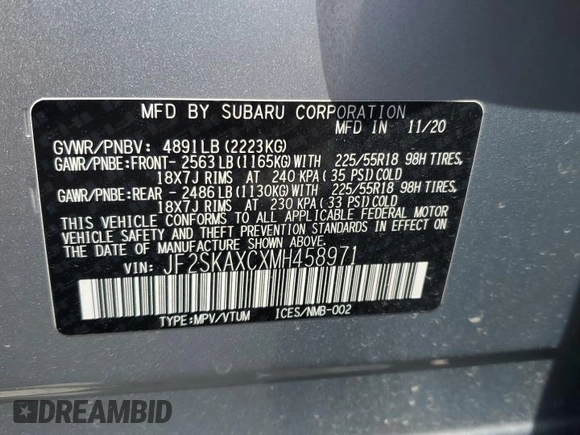 MFD BY SUBARU CORPORATION
MFD IN 11/20
GVWR/PNBV: 4891LB (2223KG)
GAWR/PNBE:FRONT- 2563LB (1165KG) WITH 225/55R18 98H TIRES,
18X7J RIMS AT 240 KPA ( 35 PSI) COLD
GAWR/PNBE:REAR - 2486LB (1130KG) WITH 225/55R18 98H TIRES,
18X7J RIMS AT 230 KPA ( 33 PSI) COLD
THIS VEHICLE CONFORMS TO ALL APPLICABLE FEDERAL MOTOR
VEHICLE SAFETY AND THEFT PREVENTION STANDARDS IN EFFECT ON
THE DATE OF MANUFACTURE SHOWN ABOVE.
VIN: JF2SKAXCXMH458971
TYPE:MPV/VTUM ICES/NMB-002
DREAMBID